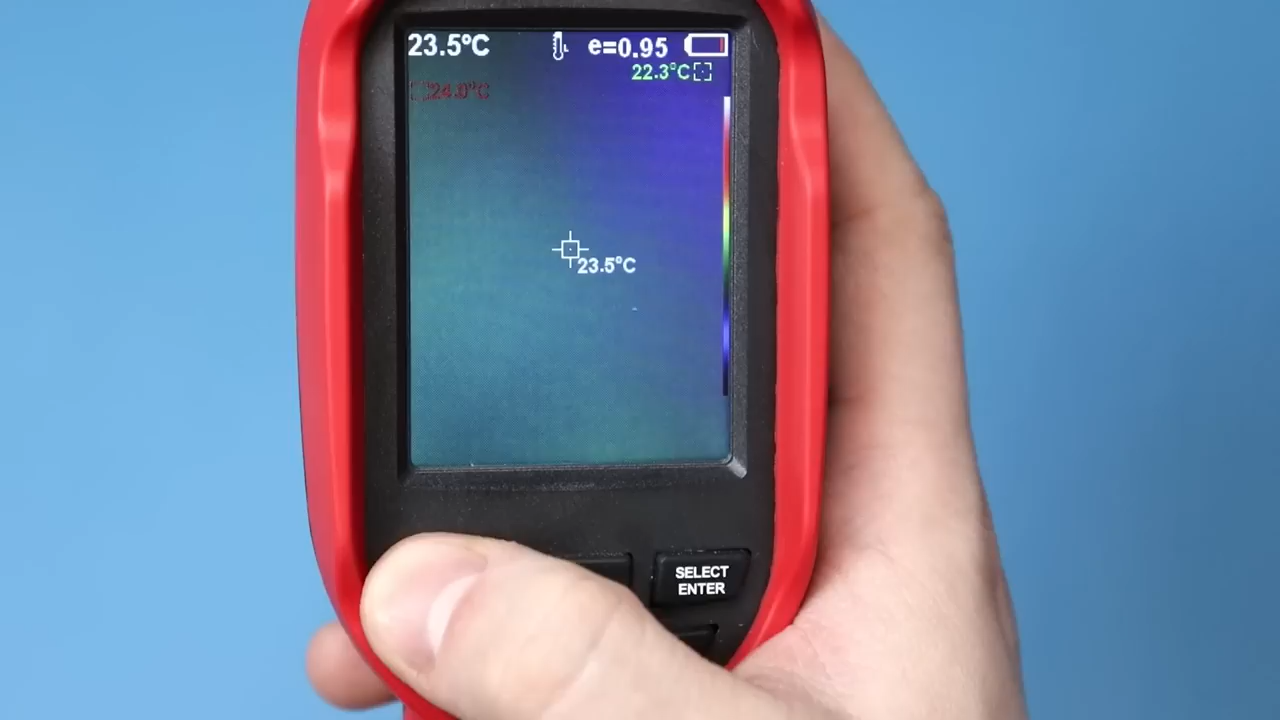 23.5°C L e=0.95
22.3°C
24.0°C
23.5°C
SELECT
ENTER